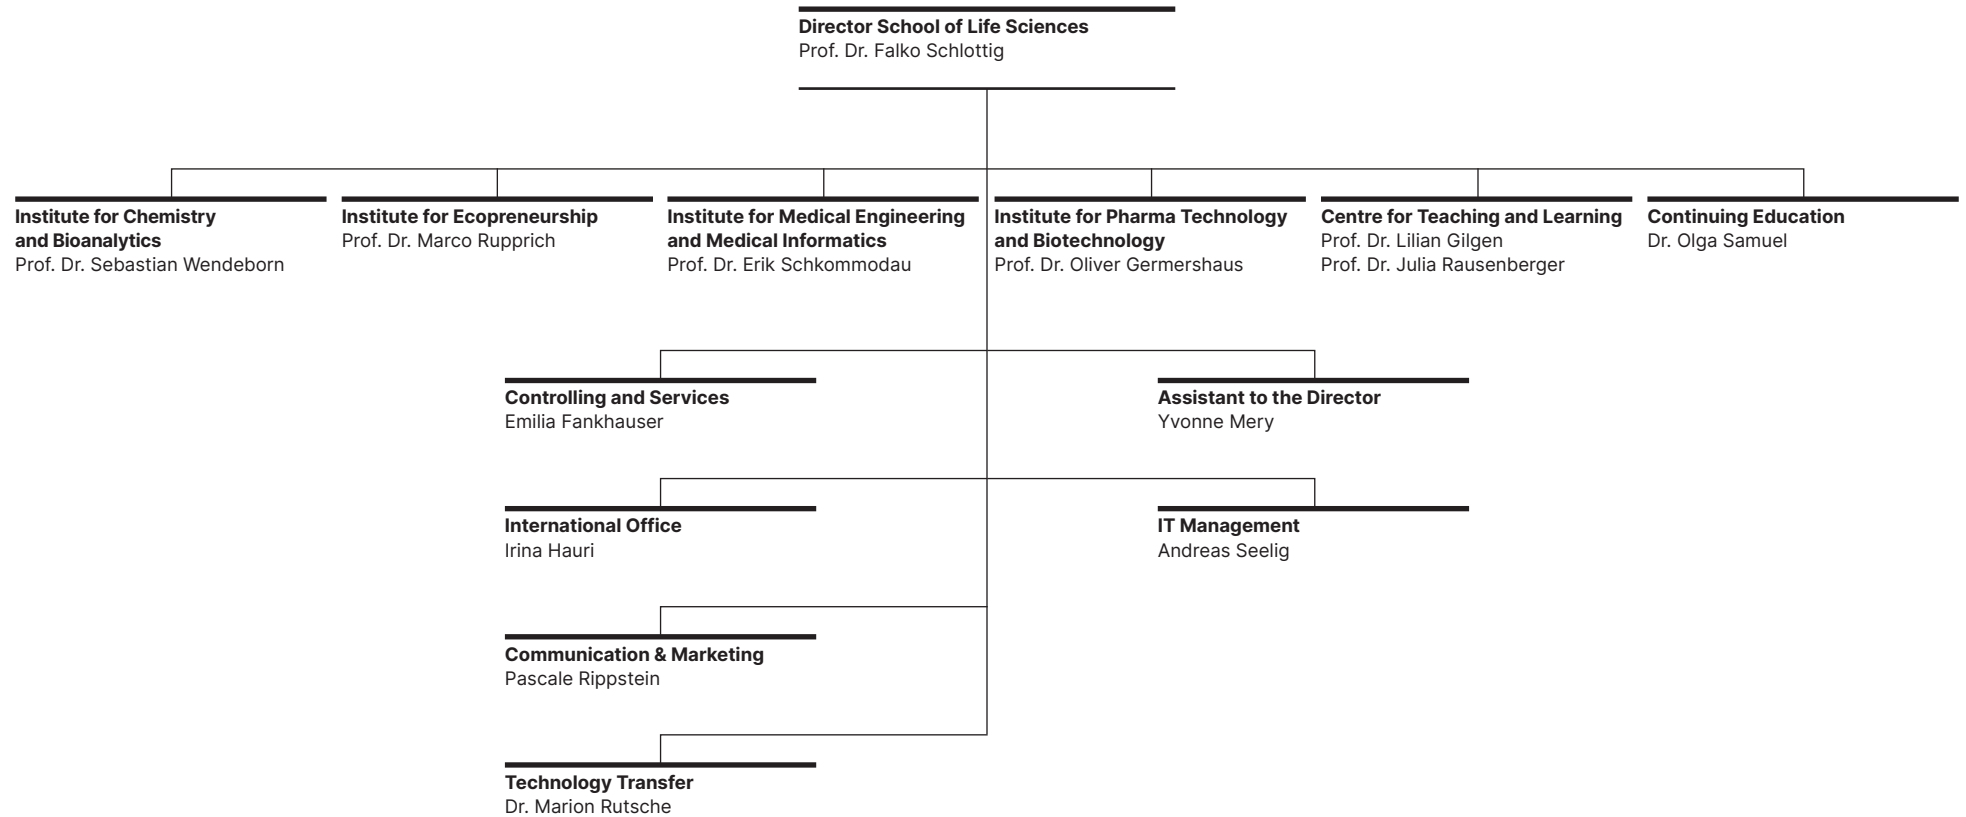 Director School of Life Sciences
Prof. Dr. Falko Schlottig
Institute for Chemistry
and Bioanalytics
Prof. Dr. Sebastian Wendeborn
Institute for Ecopreneurship
Prof. Dr. Marco Rupprich
Institute for Medical Engineering
and Medical Informatics
Prof. Dr. Erik Schkommodau
Institute for Pharma Technology
and Biotechnology
Prof. Dr. Oliver Germershaus
Centre for Teaching and Learning
Prof. Dr. Lilian Gilgen
Prof. Dr. Julia Rausenberger
Continuing Education
Dr. Olga Samuel
Controlling and Services
Emilia Fankhauser
Assistant to the Director
Yvonne Mery
International Office
Irina Hauri
IT Management
Andreas Seelig
Communication & Marketing
Pascale Rippstein
Technology Transfer
Dr. Marion Rutsche